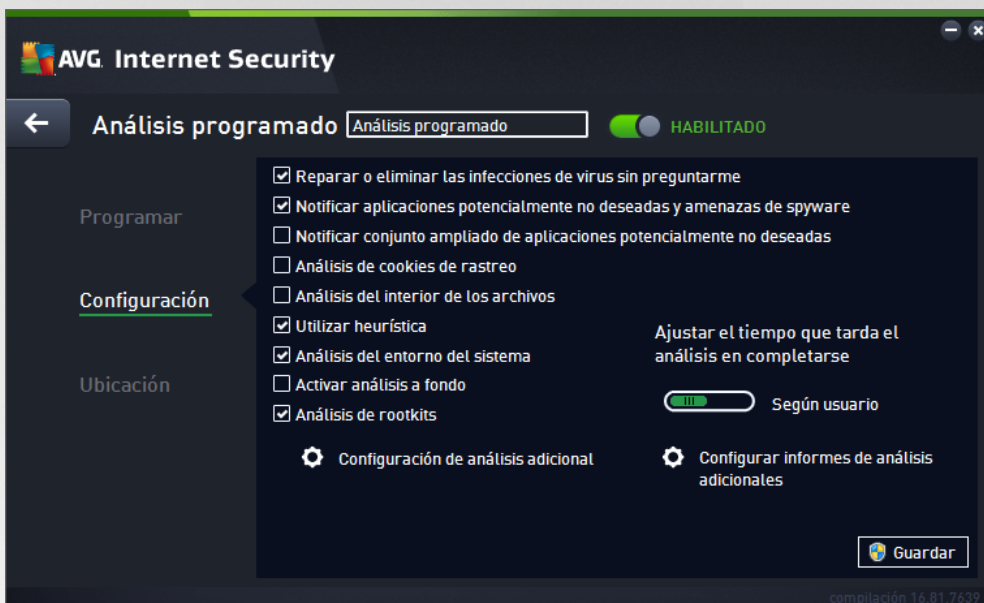 AVG Internet Security
Análisis programado
Análisis programado
HABILITADO
Programar
Configuración
Ubicación
Reparar o eliminar las infecciones de virus sin preguntarme
Notificar aplicaciones potencialmente no deseadas y amenazas de spyware
Notificar conjunto ampliado de aplicaciones potencialmente no deseadas
Análisis de cookies de rastreo
Análisis del interior de los archivos
Utilizar heurística
Análisis del entorno del sistema
Activar análisis a fondo
Análisis de rootkits
Ajustar el tiempo que tarda el
análisis en completarse
Según usuario
Configuración de análisis adicional
Configurar informes de análisis
adicionales
Guardar
compilación 16.81.7639